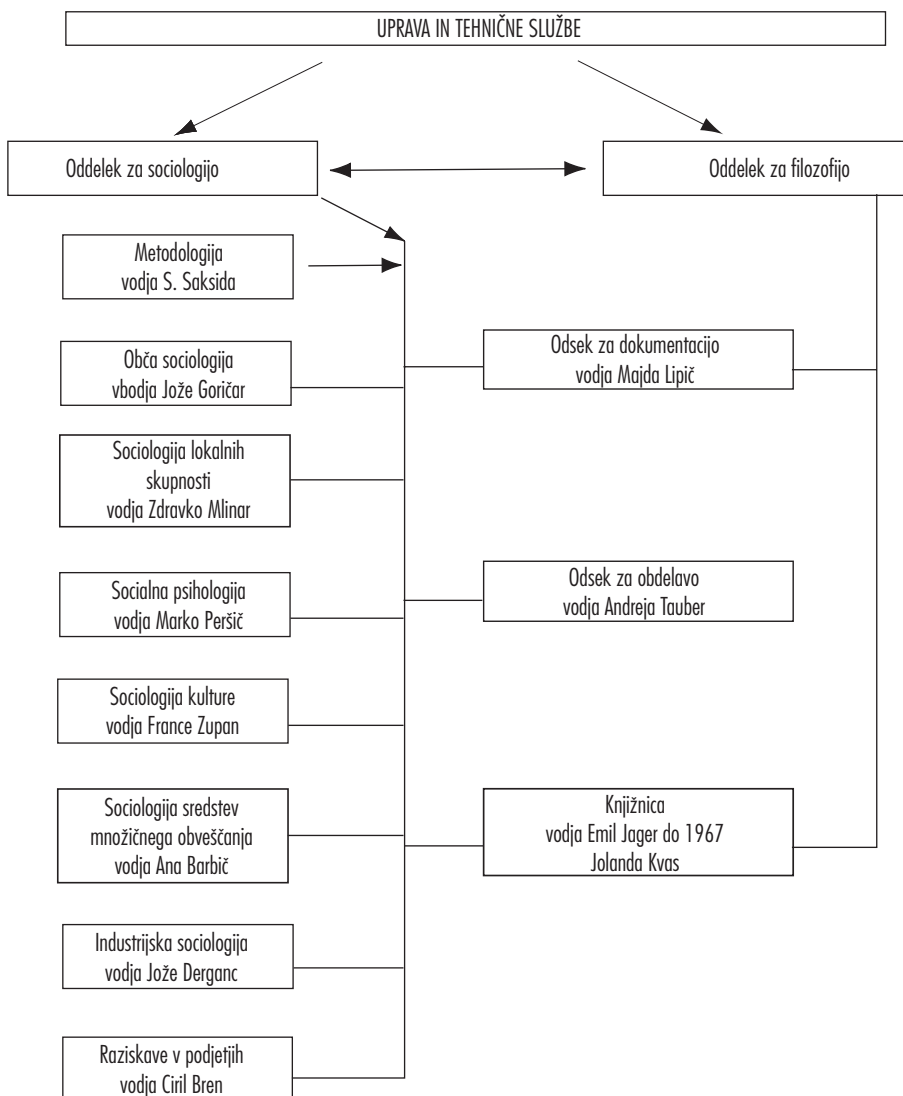 UPRAVA IN TEHNIČNE SLUŽBE
Oddelek za sociologijo
Oddelek za filozofijo
Metodologija
vodja S. Saksida
Obča sociologija
vbodja Jože Goričar
Sociologija lokalnih
skupnosti
vodja Zdravko Mlinar
Socialna psihologija
vodja Marko Peršič
Sociologija kulture
vodja France Zupan
Sociologija sredstev
množičnega obveščanja
vodja Ana Barbič
Industrijska sociologija
vodja Jože Derganc
Raziskave v podjetjih
vodja Ciril Bren
Odsek za dokumentacijo
vodja Majda Lipič
Odsek za obdelavo
vodja Andreja Tauber
Knjižnica
vodja Emil Jager do 1967
Jolanda Kvas